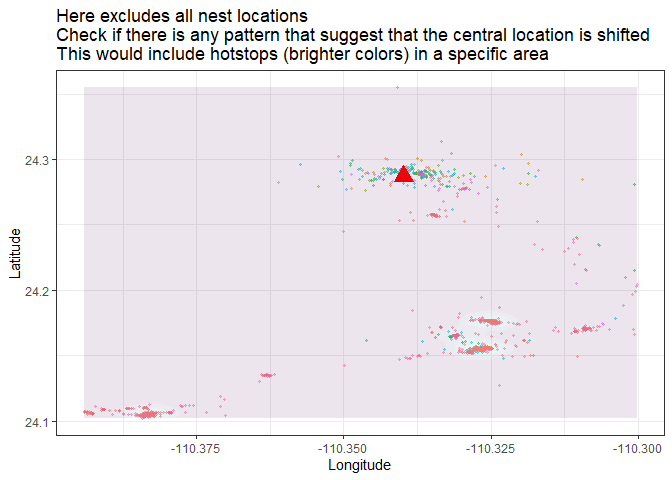 Here excludes all nest locations
Check if there is any pattern that suggest that the central location is shifted
This would include hotstops (brighter colors) in a specific area
Latitude
24.3
24.2
24.1
-110.375
-110.350
-110.325
-110.300
Longitude